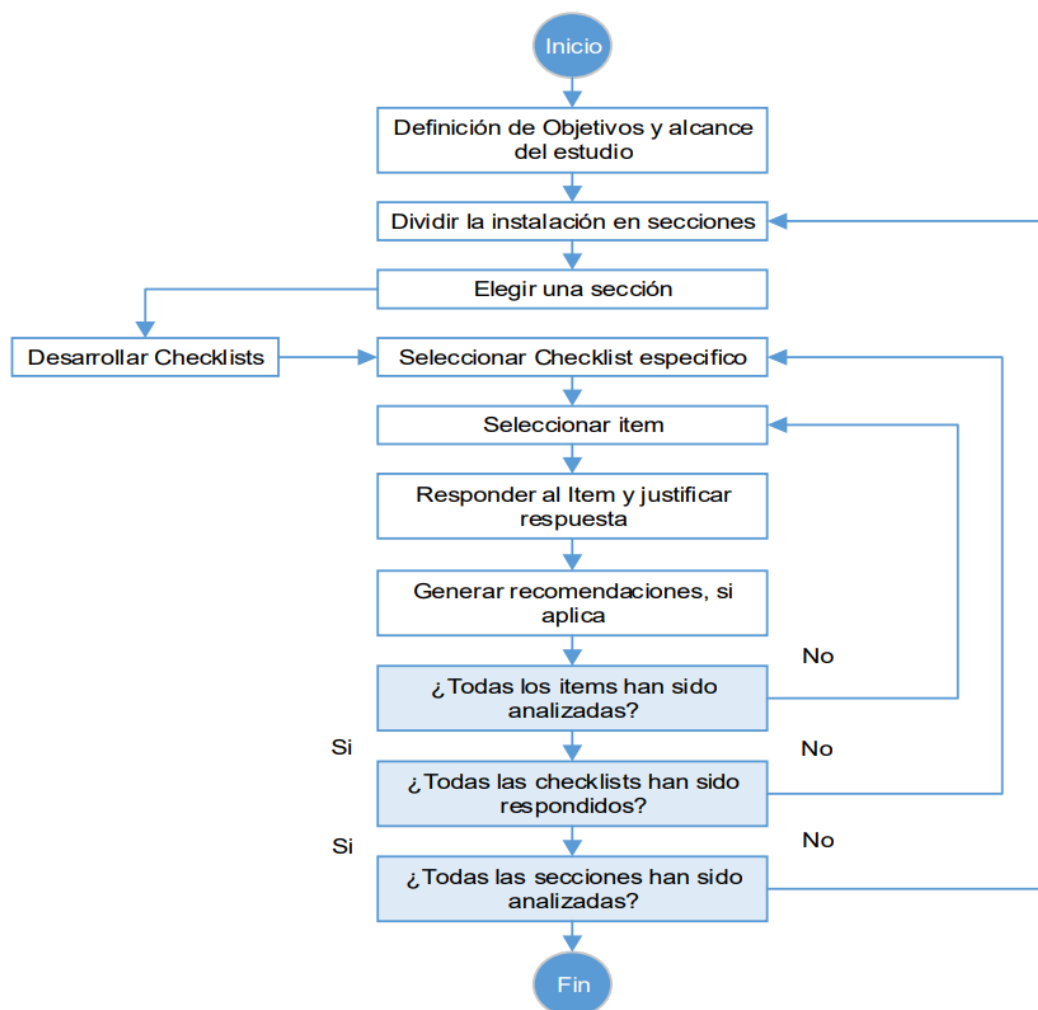 Inicio
Definición de Objetivos y alcance
del estudio
Dividir la instalación en secciones
Elegir una sección
Desarrollar Checklists
Seleccionar Checklist especifico
Seleccionar item
Responder al Item y justificar
respuesta
Generar recomendaciones, si
aplica
No
¿Todas los items han sido
analizadas?
Si
No
¿Todas las checklists han sido
respondidos?
Si
No
¿Todas las secciones han sido
analizadas?
Fin